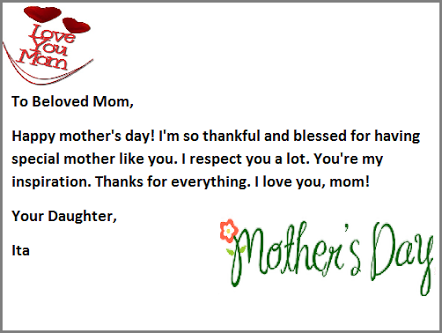 Love
You
Mom
To Beloved Mom,
Happy mother's day! I'm so thankful and blessed for having
special mother like you. I respect you a lot. You're my
inspiration. Thanks for everything. I love you, mom!
Your Daughter,
Ita
Mother's Day